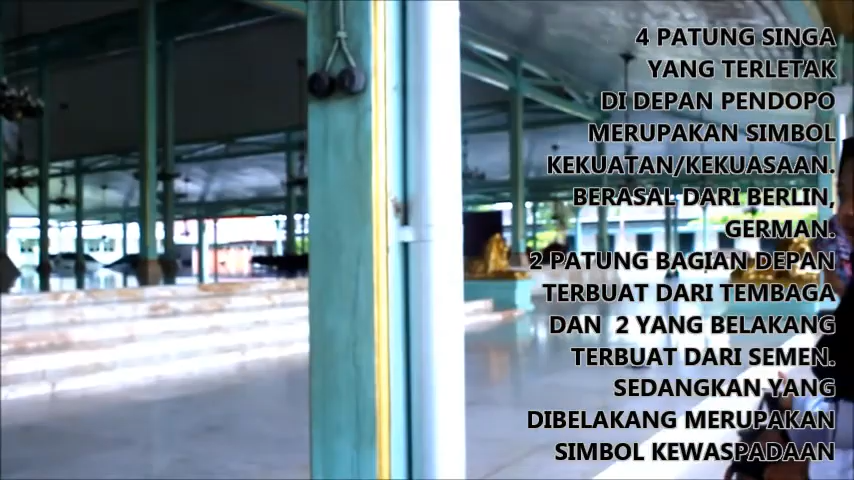 4 PATUNG SINGA
YANG TERLETAK
DI DEPAN PENDOPO
MERUPAKAN SIMBOL
KEKUATAN/KEKUASAAN.
BERASAL DARI BERLIN,
GERMAN.
2 PATUNG BAGIAN DEPAN
TERBUAT DARI TEMBAGA
DAN 2 YANG BELAKANG
TERBUAT DARI SEMEN.
SEDANGKAN YANG
DIBELAKANG MERUPAKAN
SIMBOL KEWASPADAAN